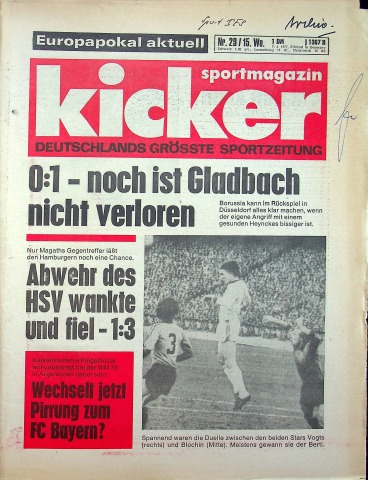 Archiv
Europapokal aktuell
Nr. 29/15. Wo.
1 DM
sportmagazin
kicker
DEUTSCHLANDS GRÖSSTE SPORTZEITUNG
0:1 – noch ist Gladbach
nicht verloren
Borussia kann im Rückspiel in
Düsseldorf alles klar machen, wenn
der eigene Angriff mit einem
gesunden Heynckes bissiger ist.
Nur Magaths Gegentreffer läßt
den Hamburgern noch eine Chance.
Abwehr des
HSV wankte
und fiel – 1:3
Wechselt jetzt
Pirrung zum
FC Bayern?
Spannend waren die Duelle zwischen den beiden Stars Vogts
(rechts) und Blochin (Mitte). Meistens gewann sie der Berti.